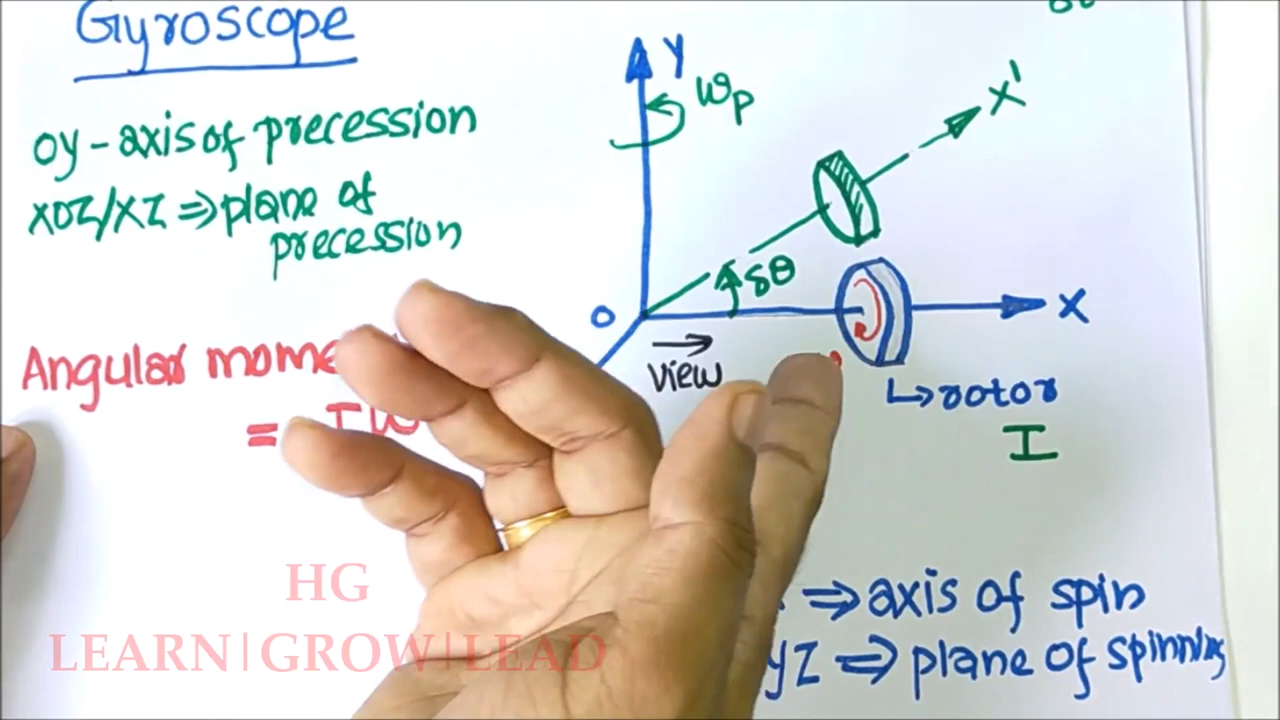 Gyroscope
OY - axis of precession
XOZ/XZ ⇒ plane of
precession
Angular
= Iω
Y
ωp
X'
δθ
O
X
view
↳ rotor
I
⇒ axis of spin
YZ ⇒ plane of spinning
HG
LEARN|GROW|LEAD